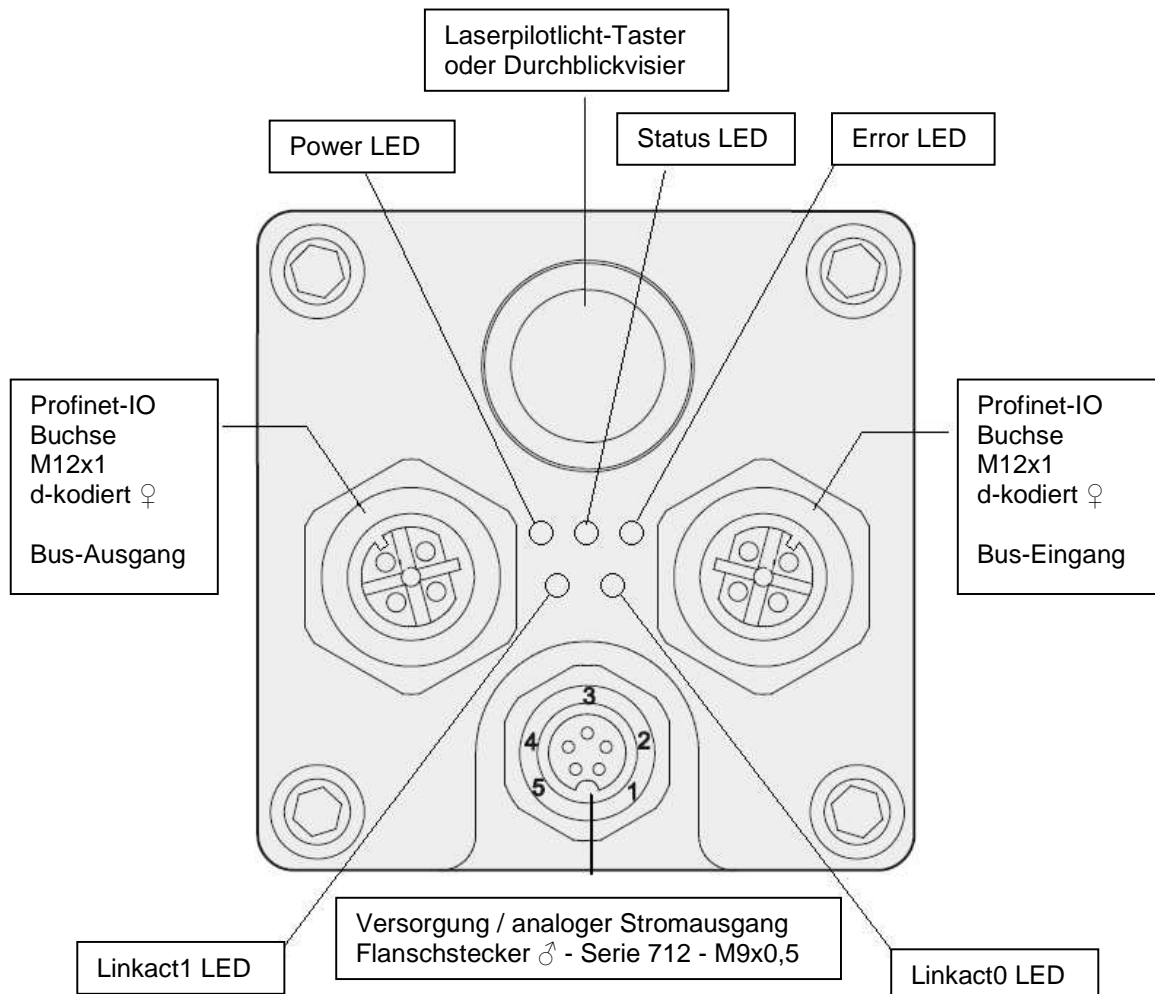 Laserpilotlicht-Taster
oder Durchblickvisier
Power LED
Status LED
Error LED
Profinet-IO
Buchse
M12x1
d-kodiert ♀
Bus-Ausgang
Profinet-IO
Buchse
M12x1
d-kodiert ♀
Bus-Eingang
3
4
2
5
1
Versorgung / analoger Stromausgang
Flanschstecker ♂ - Serie 712 - M9x0,5
Linkact1 LED
Linkact0 LED